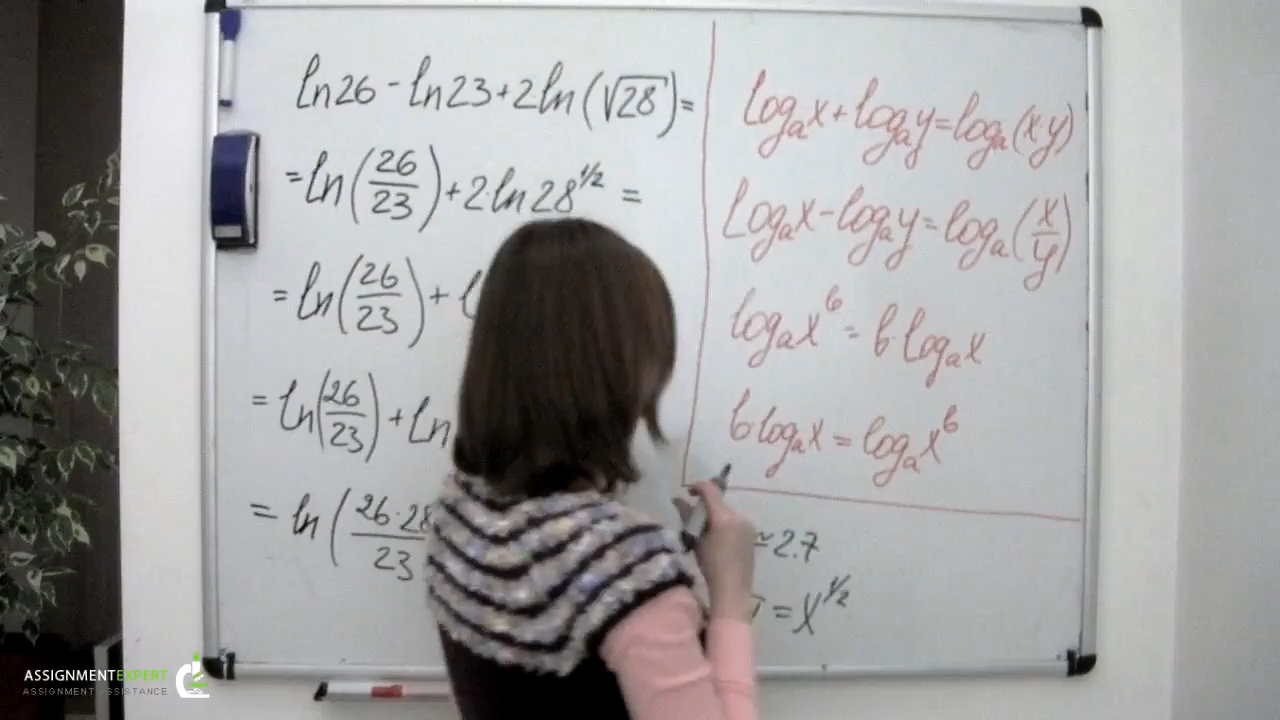 ln26 - ln23 + 2·ln(√28) =
= ln(26/23) + 2·ln28^1/2 =
= ln(26/23) +
= ln(26/23) + ln
= ln(26·28/23
logₐx + logₐy = logₐ(x·y)
logₐx - logₐy = logₐ(x/y)
logₐx^b = b·logₐx
b·logₐx = logₐx^b
≈ 2.7
= x^1/2
ASSIGNMENTEXPERT
ASSIGNMENT ASSISTANCE